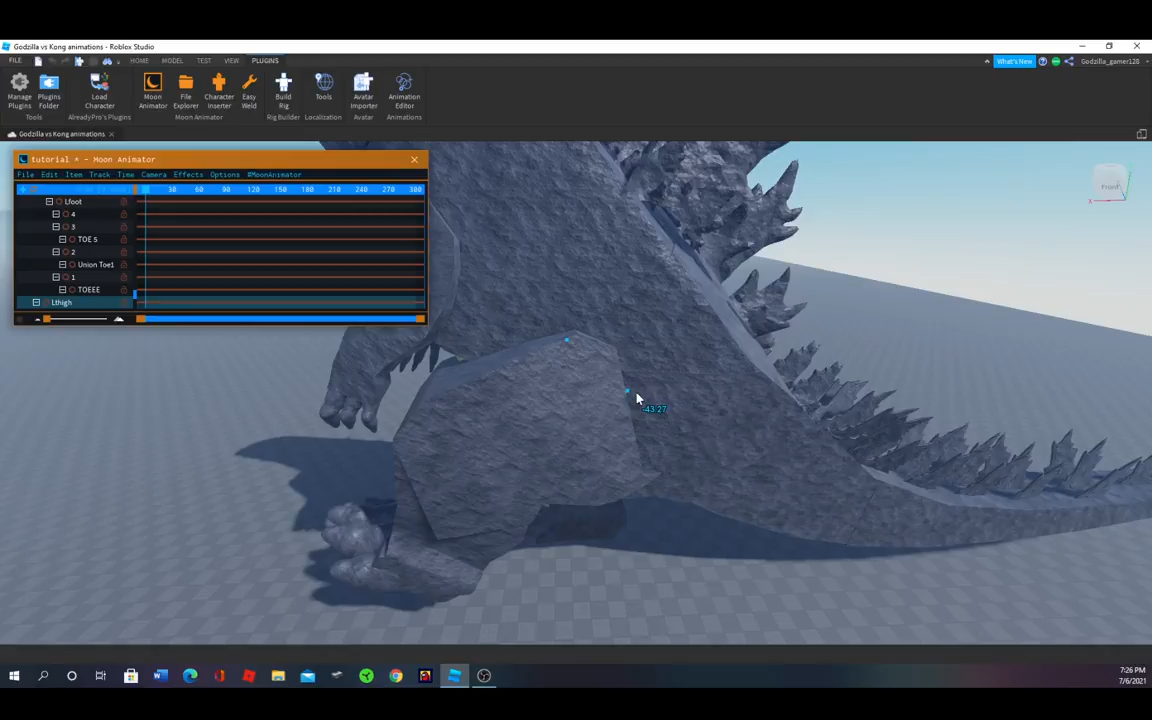 Godzilla vs Kong animations - Roblox Studio
FILE HOME MODEL TEST VIEW PLUGINS What's New Godzilla_gamer128
Manage Plugins
Plugins Folder
Load Character
Moon Animator
File Explorer
Character Inserter
Easy Weld
Build Rig
Tools
Avatar Importer
Animation Editor
Tools AlreadyPro's Plugins Moon Animator Rig Builder Localization Avatar Animations
Godzilla vs Kong animations
tutorial * - Moon Animator
File Edit Item Track Time Camera Effects Options #MoonAnimator
30 60 90 120 150 180 210 240 270 300
Lfoot
4
3
TOE 5
2
Union Toe1
1
TOEEE
Lthigh
Front
X
-43.27
7:26 PM
7/6/2021